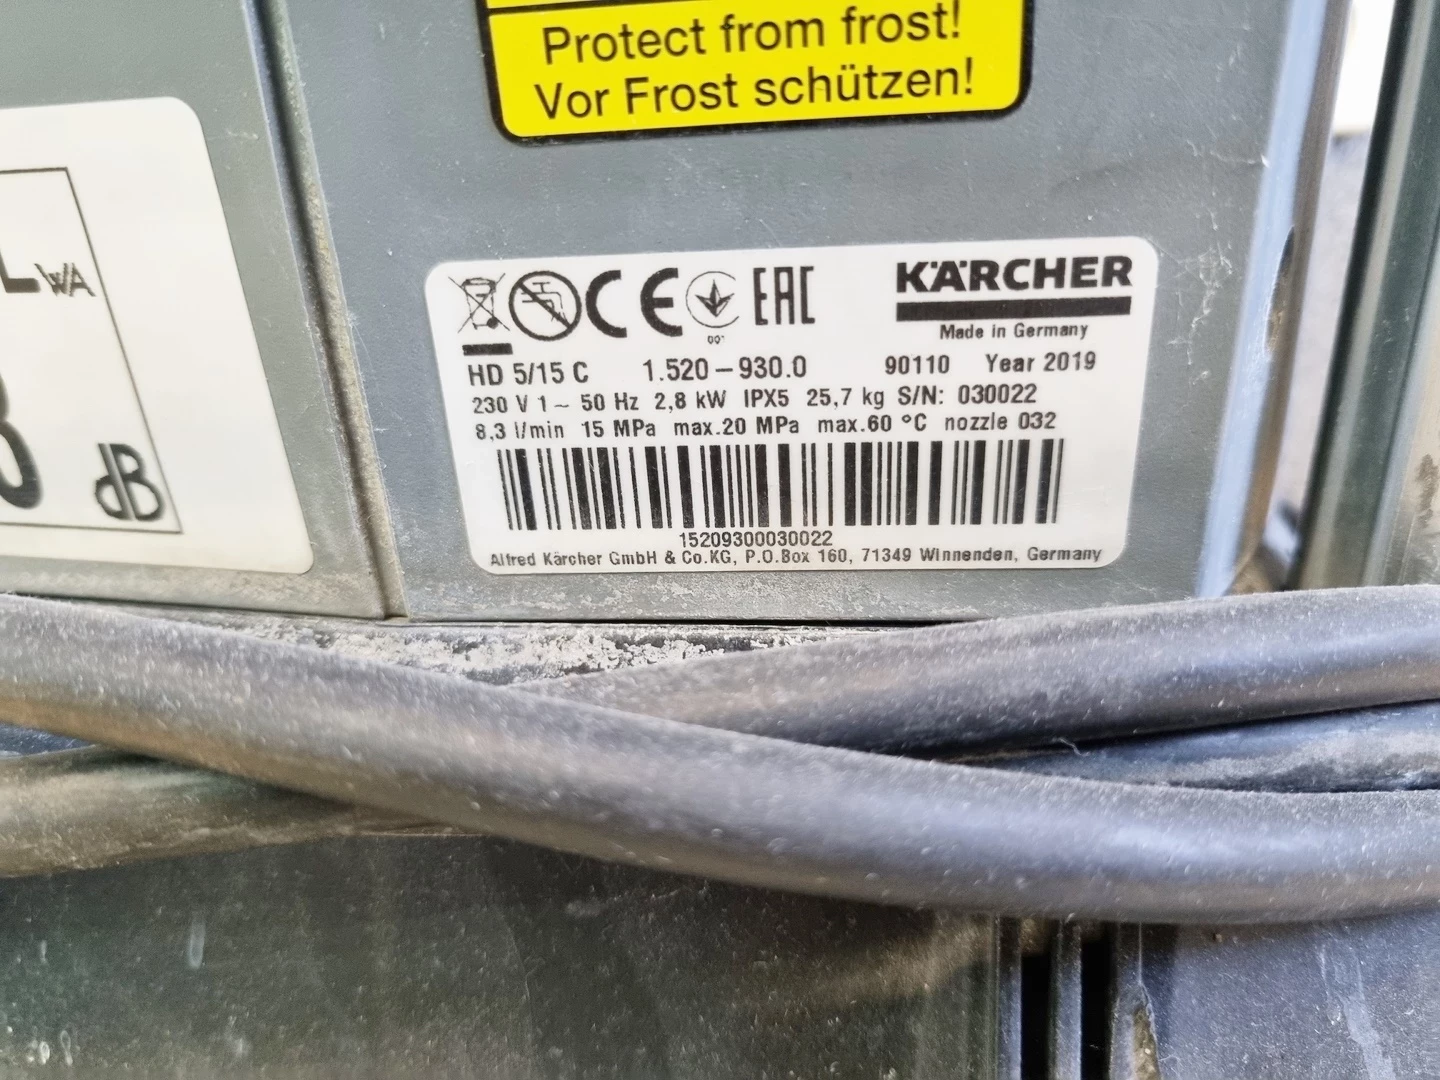 Protect from frost!
Vor Frost schützen!
LWA
dB
CE
EAC
KÄRCHER
Made in Germany
HD 5/15 C 1.520-930.0 90110 Year 2019
230 V 1~ 50 Hz 2,8 kW IPX5 25,7 kg S/N: 030022
8,3 l/min 15 MPa max.20 MPa max.60 °C nozzle 032
15209300030022
Alfred Kärcher GmbH & Co.KG, P.O.Box 160, 71349 Winnenden, Germany